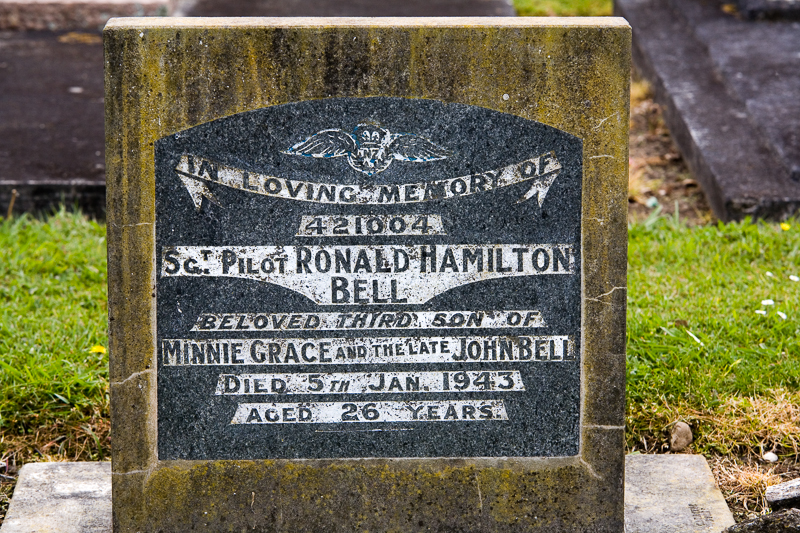 IN LOVING MEMORY OF
421004
SGT PILOT RONALD HAMILTON
BELL
BELOVED THIRD SON OF
MINNIE GRACE AND THE LATE JOHN BELL
DIED 5TH JAN. 1943
AGED 26 YEARS.